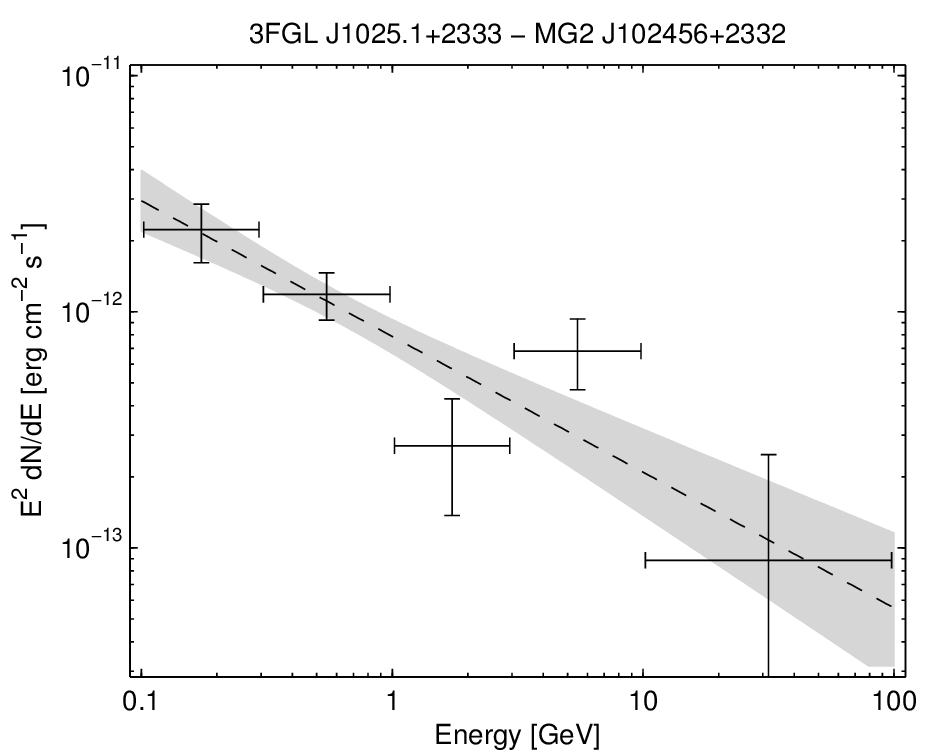 3FGL J1025.1+2333 − MG2 J102456+2332
10⁻¹¹
10⁻¹²
10⁻¹³
E² dN/dE [erg cm⁻² s⁻¹]
0.1 1 10 100
Energy [GeV]